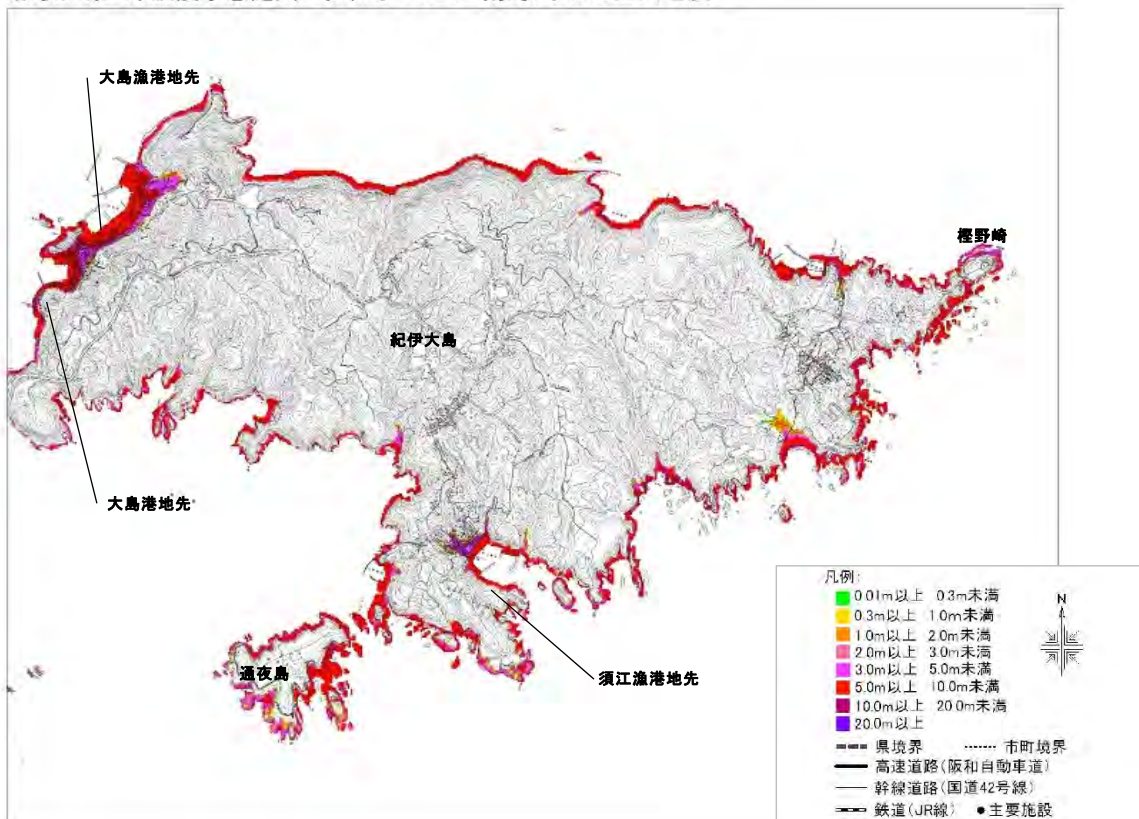 大島漁港地先
樫野崎
紀伊大島
大島港地先
須江漁港地先
通夜島
凡例:
0.01m以上 0.3m未満
0.3m以上 1.0m未満
1.0m以上 2.0m未満
2.0m以上 3.0m未満
3.0m以上 5.0m未満
5.0m以上 10.0m未満
10.0m以上 20.0m未満
20.0m以上
N
県境界 市町境界
高速道路(阪和自動車道)
幹線道路(国道42号線)
鉄道(JR線) ●主要施設